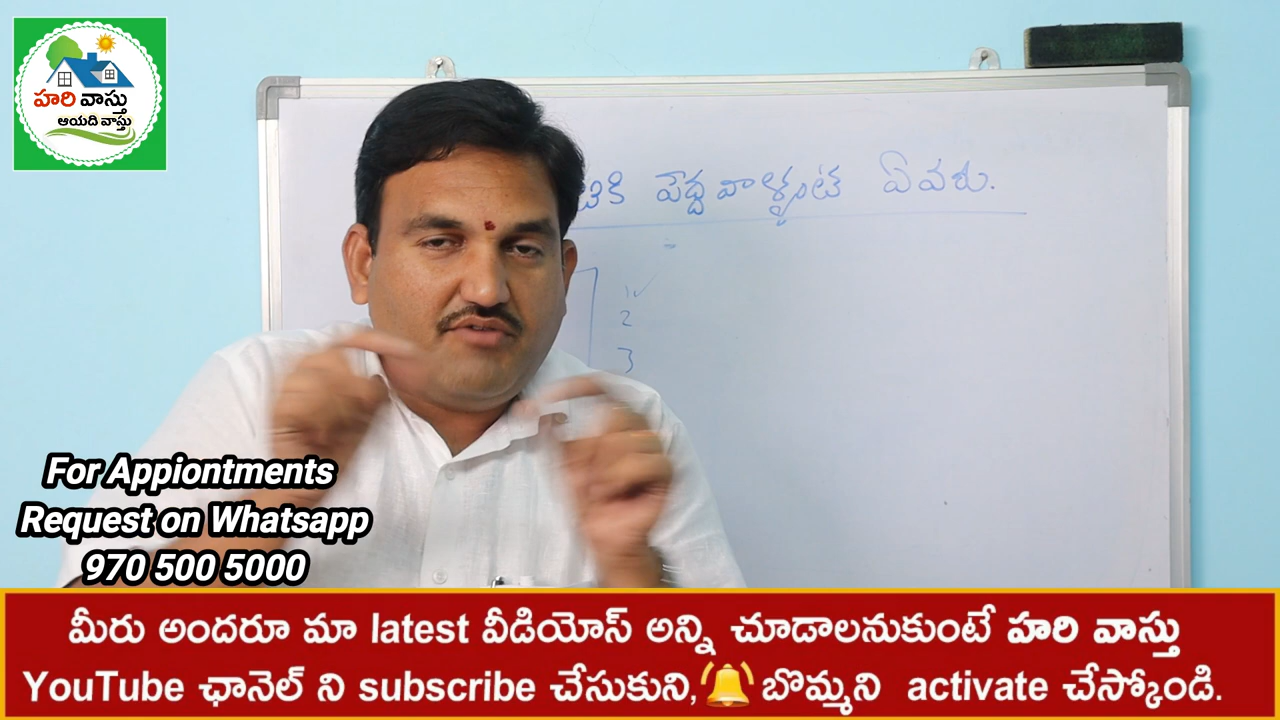 హరి వాస్తు
ఆయది వాస్తు
పెద్ద వాళ్ళంటే ఏవరు.
1✓
2
3
For Appiontments
Request on Whatsapp
970 500 5000
మీరు అందరూ మా latest వీడియోస్ అన్ని చూడాలనుకుంటే హరి వాస్తు
YouTube ఛానెల్ ని subscribe చేసుకుని,🔔 బొమ్మని activate చేస్కోండి.